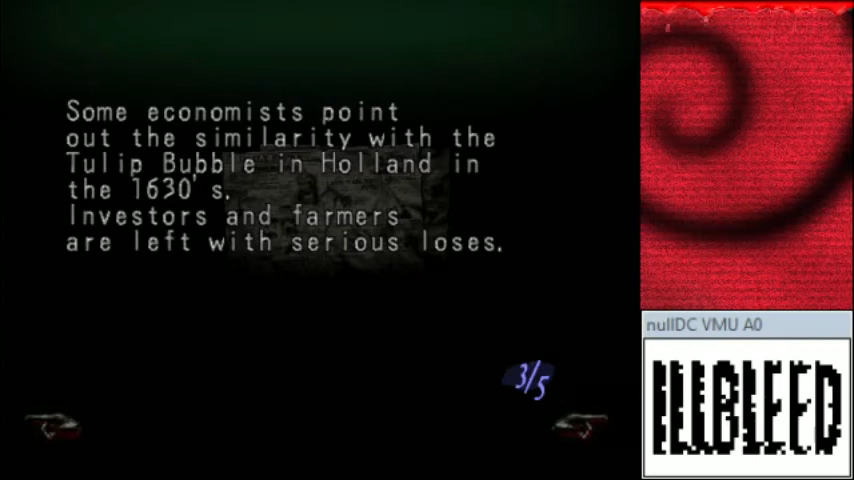 Some economists point
out the similarity with the
Tulip Bubble in Holland in
the 1630's.
Investors and farmers
are left with serious loses.
3/5
nullDC VMU A0
ILLBLEED